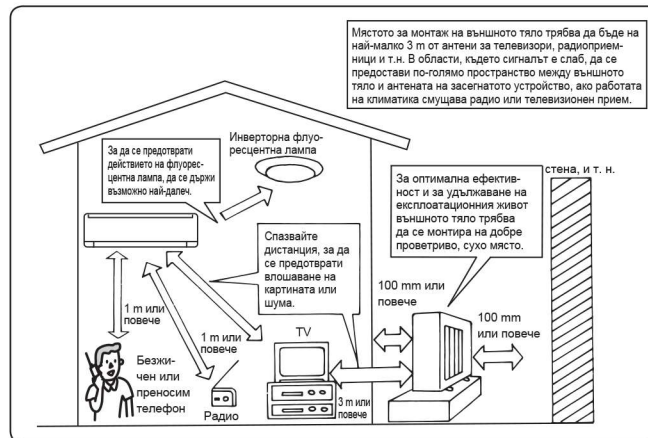 Мястото за монтаж на външното тяло трябва да бъде на
най-малко 3 m от антени за телевизори, радиоприем-
ници и т.н. В области, където сигналът е слаб, да се
предостави по-голямо пространство между външното
тяло и антената на засегнатото устройство, ако работата
на климатика смущава радио или телевизионен прием.
Инверторна флуо-
ресцентна лампа
За да се предотврати
действието на флуорес-
центна лампа, да се държи
възможно най-далеч.
За оптимална ефектив-
ност и за удължаване на
експлоатационния живот
външното тяло трябва
да се монтира на добре
проветриво, сухо място.
стена, и т. н.
Спазвайте
дистанция, за да
се предотврати
влошаване на
картината или
шума.
100 mm или
повече
100 mm
или повече
1 m или
повече
1 m или
повече
TV
Безжи-
чен или
преносим
телефон
Радио
3 m или
повече